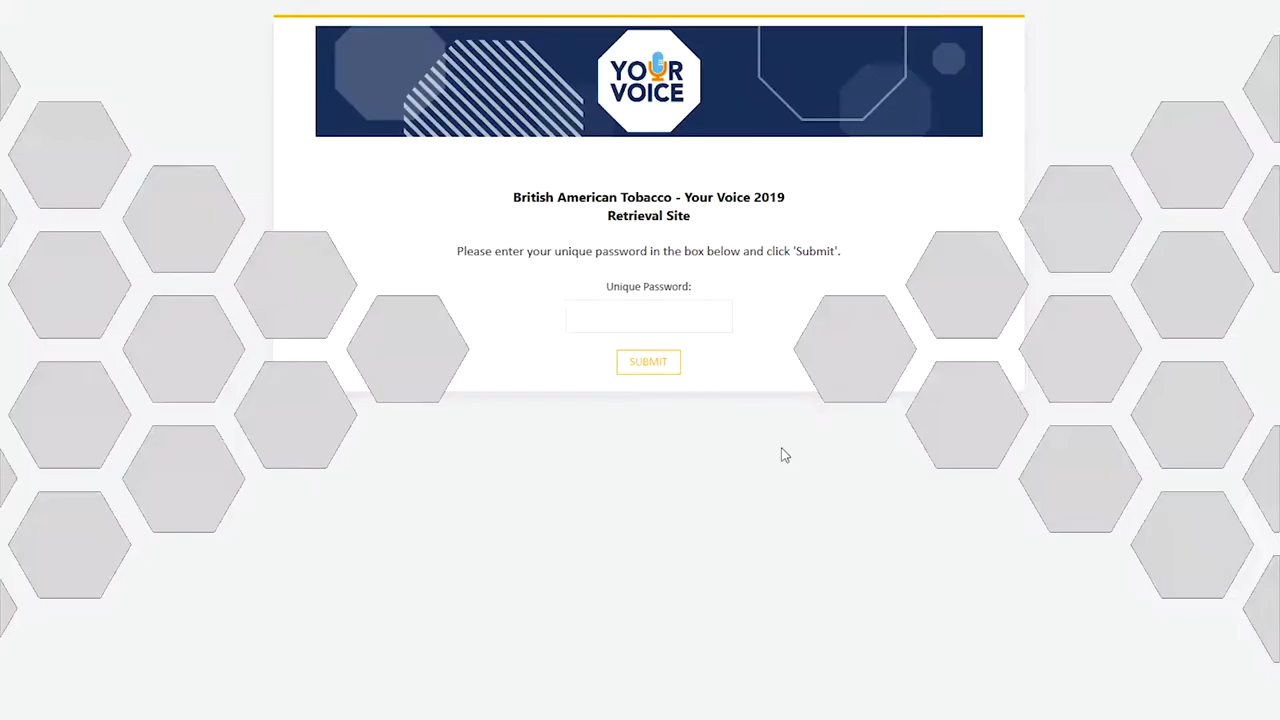 YOUR
VOICE
British American Tobacco - Your Voice 2019
Retrieval Site
Please enter your unique password in the box below and click 'Submit'.
Unique Password:
SUBMIT